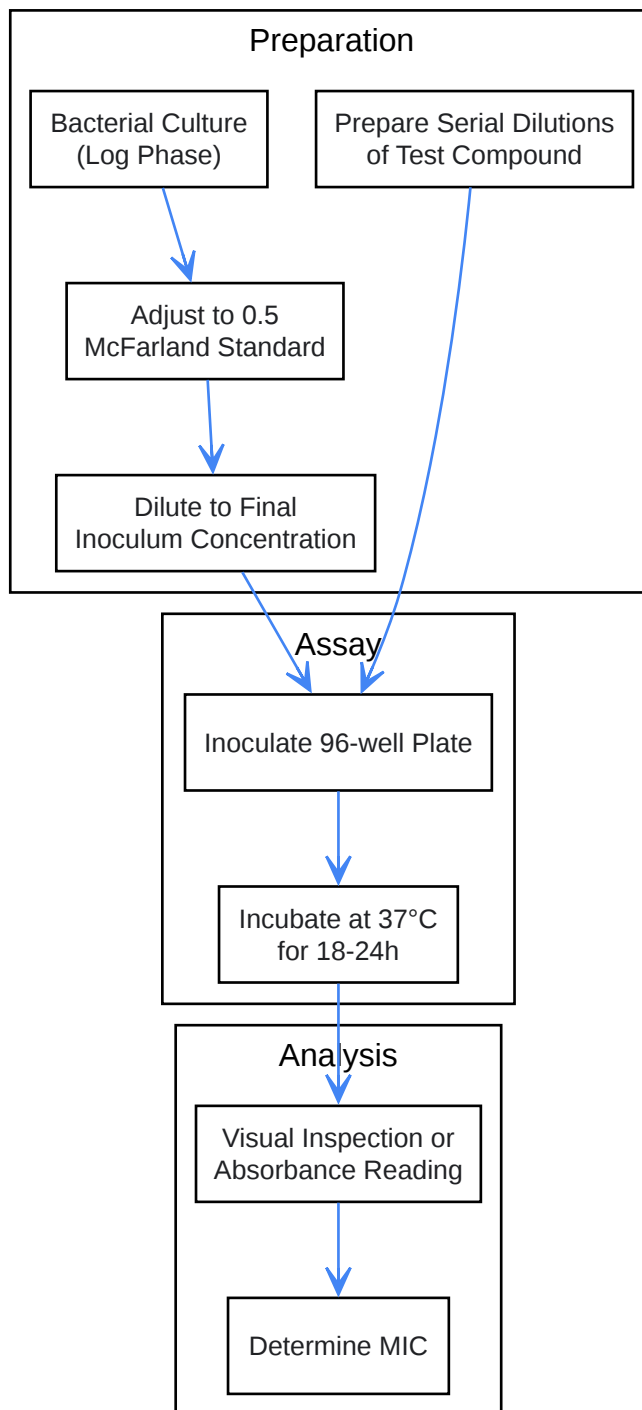 Preparation
Bacterial Culture
(Log Phase)
Prepare Serial Dilutions
of Test Compound
Adjust to 0.5
McFarland Standard
Dilute to Final
Inoculum Concentration
Assay
Inoculate 96-well Plate
Incubate at 37°C
for 18-24h
Analysis
Visual Inspection or
Absorbance Reading
Determine MIC